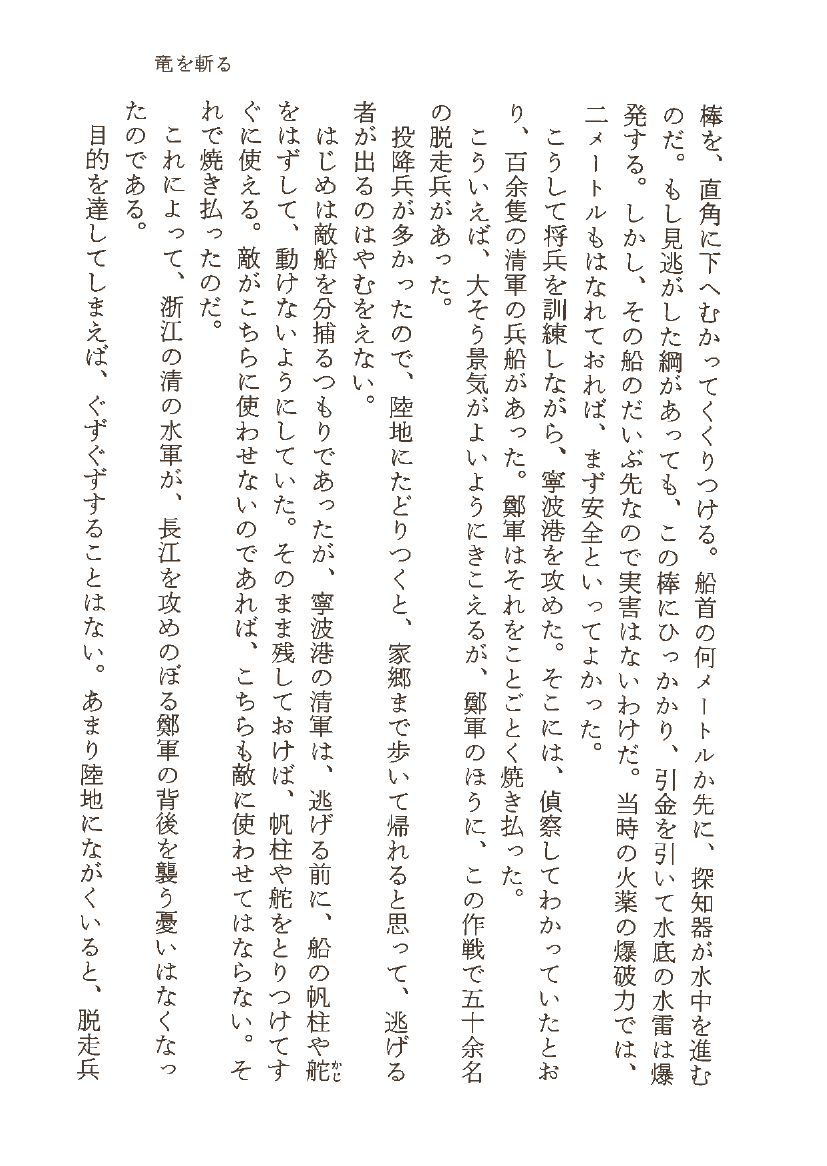 竜を斬る
棒を、直角に下へむかってくくりつける。船首の何メートルか先に、探知器が水中を進む
のだ。もし見逃がした綱があっても、この棒にひっかかり、引金を引いて水底の水雷は爆
発する。しかし、その船のだいぶ先なので実害はないわけだ。当時の火薬の爆破力では、
二メートルもはなれておれば、まず安全といってよかった。
こうして将兵を訓練しながら、寧波港を攻めた。そこには、偵察してわかっていたとお
り、百余隻の清軍の兵船があった。鄭軍はそれをことごとく焼き払った。
こういえば、大そう景気がよいようにきこえるが、鄭軍のほうに、この作戦で五十余名
の脱走兵があった。
投降兵が多かったので、陸地にたどりつくと、家郷まで歩いて帰れると思って、逃げる
者が出るのはやむをえない。
はじめは敵船を分捕るつもりであったが、寧波港の清軍は、逃げる前に、船の帆柱や舵かじ
をはずして、動けないようにしていた。そのまま残しておけば、帆柱や舵をとりつけてす
ぐに使える。敵がこちらに使わせないのであれば、こちらも敵に使わせてはならない。そ
れで焼き払ったのだ。
これによって、浙江の清の水軍が、長江を攻めのぼる鄭軍の背後を襲う憂いはなくなっ
たのである。
目的を達してしまえば、ぐずぐずすることはない。あまり陸地にながくいると、脱走兵